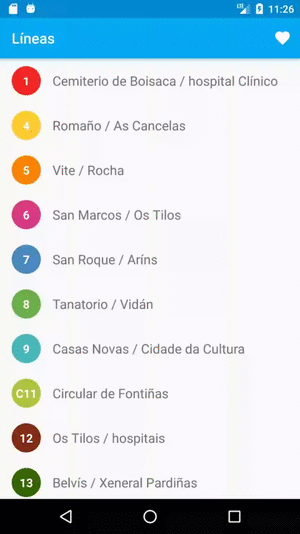 11:26
Líneas
1 Cemiterio de Boisaca / hospital Clínico
4 Romaño / As Cancelas
5 Vite / Rocha
6 San Marcos / Os Tilos
7 San Roque / Aríns
8 Tanatorio / Vidán
9 Casas Novas / Cidade da Cultura
C11 Circular de Fontiñas
12 Os Tilos / hospitais
13 Belvís / Xeneral Pardiñas